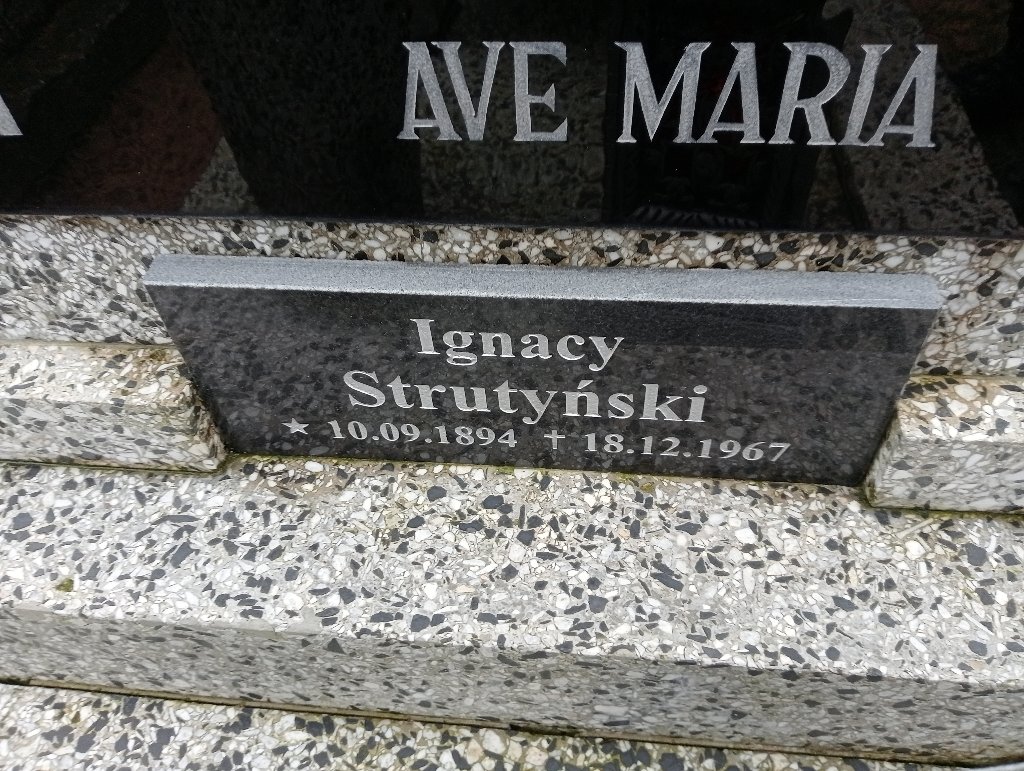 AVE MARIA
Ignacy
Strutyński
★ 10.09.1894 ✝ 18.12.1967